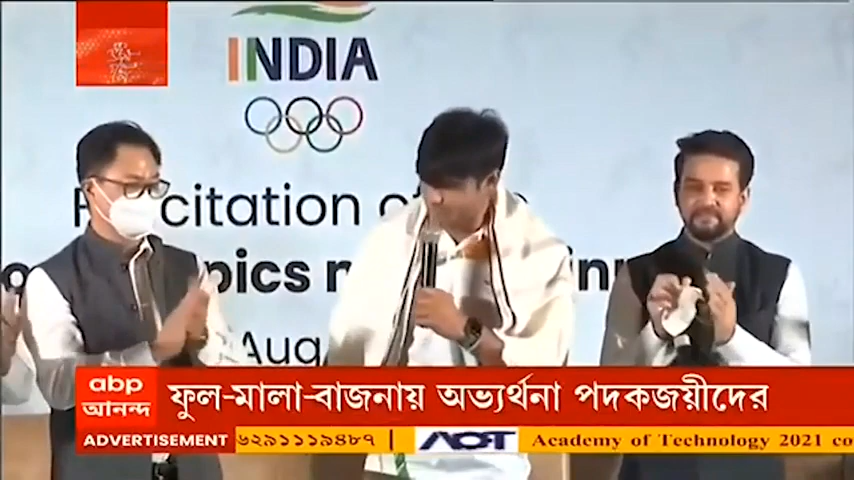 INDIA
citation of
pics m
Aug
abp
আনন্দ
ফুল-মালা-বাজনায় অভ্যর্থনা পদকজয়ীদের
ADVERTISEMENT ৬২৯১১১৯৪৮৭ AOT Academy of Technology 2021 co